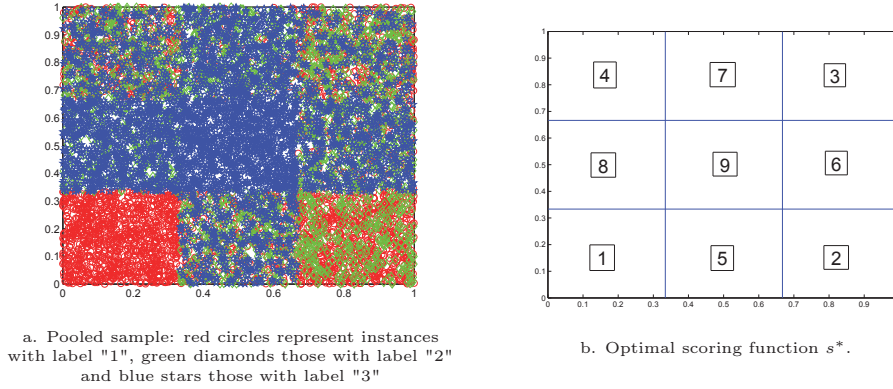 1
0.9
0.8
0.7
0.6
0.5
0.4
0.3
0.2
0.1
0
0 0.2 0.4 0.6 0.8 1
a. Pooled sample: red circles represent instances
with label "1", green diamonds those with label "2"
and blue stars those with label "3"
1
0.9
0.8
0.7
0.6
0.5
0.4
0.3
0.2
0.1
0
4 7 3
8 9 6
1 5 2
0 0.1 0.2 0.3 0.4 0.5 0.6 0.7 0.8 0.9
b. Optimal scoring function s*.